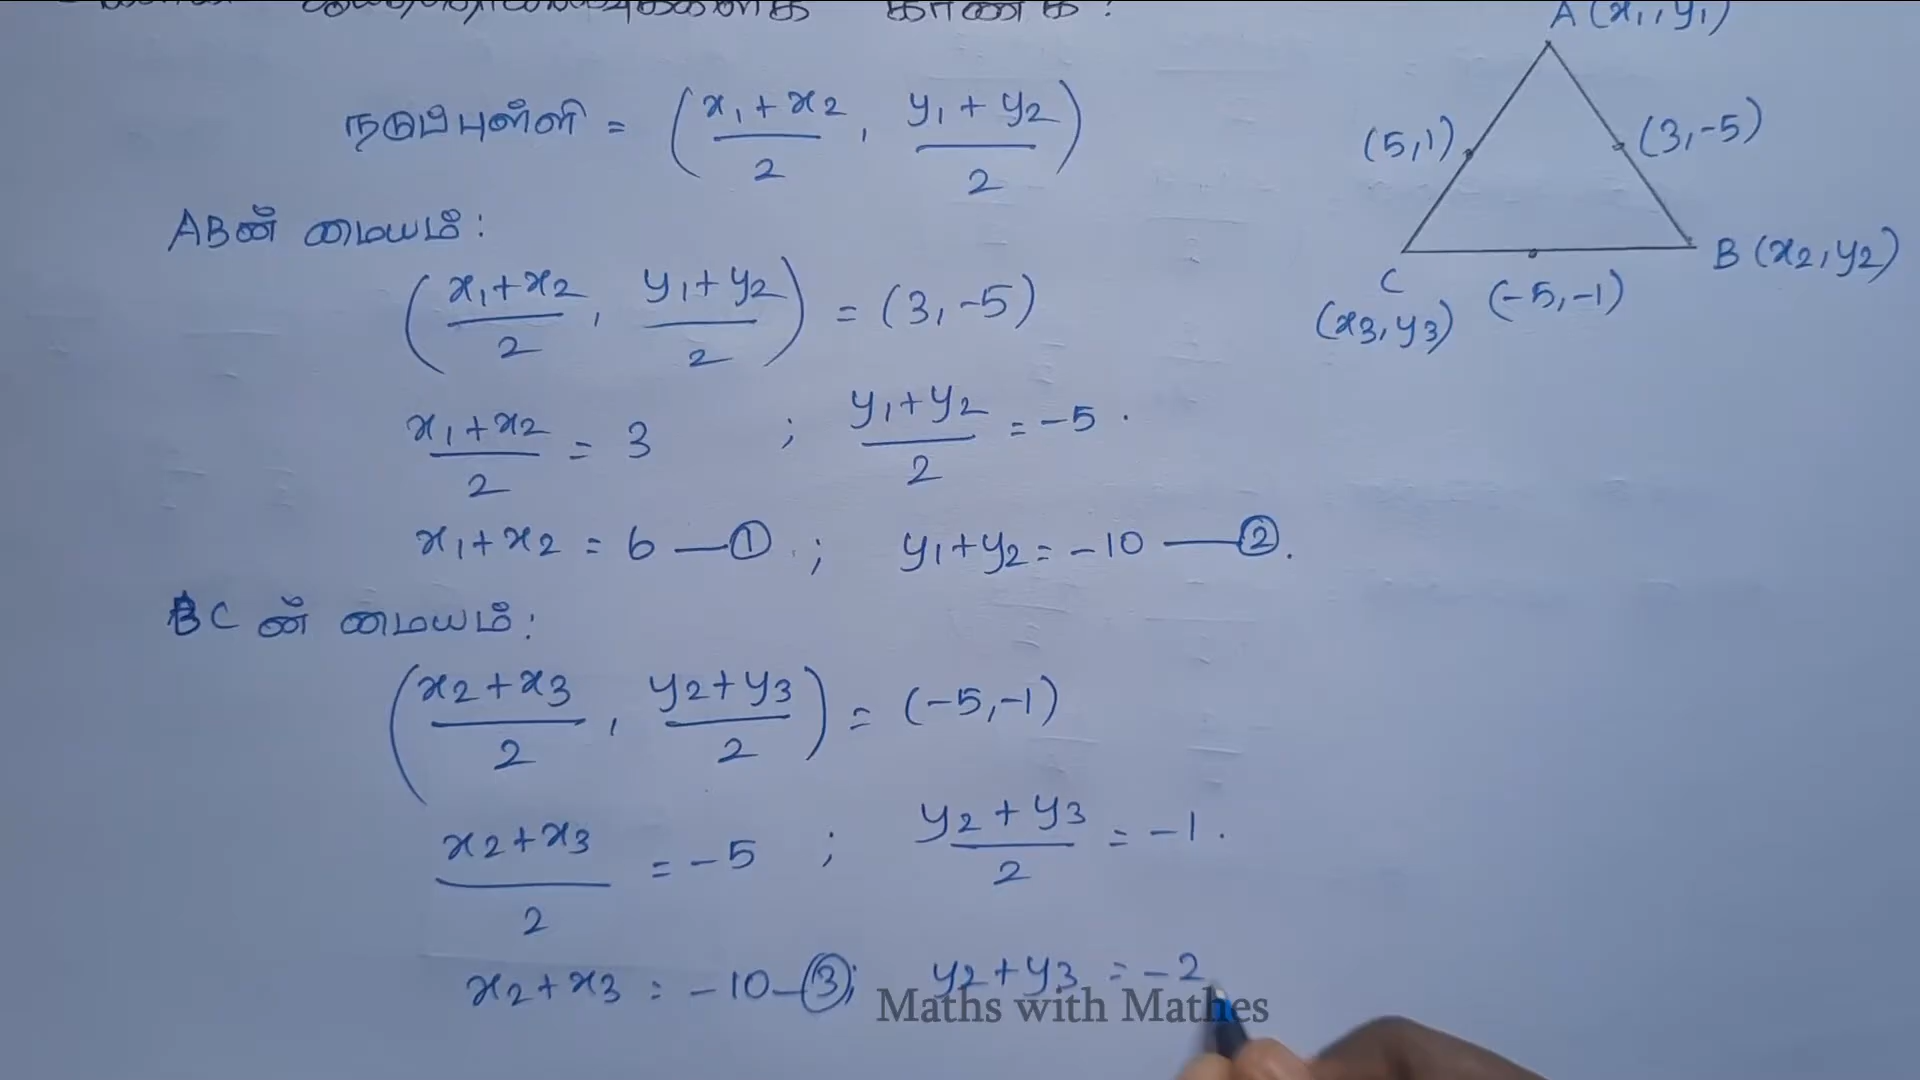 காண்க :
நடுப்புள்ளி = ( x₁ + x₂ / 2 , y₁ + y₂ / 2 )
ABன் மையம் :
( x₁ + x₂ / 2 , y₁ + y₂ / 2 ) = (3, -5)
x₁ + x₂ / 2 = 3 ; y₁ + y₂ / 2 = -5 .
x₁ + x₂ = 6 — ① ; y₁ + y₂ = -10 — ② .
BC ன் மையம் :
( x₂ + x₃ / 2 , y₂ + y₃ / 2 ) = (-5, -1)
x₂ + x₃ / 2 = -5 ; y₂ + y₃ / 2 = -1 .
x₂ + x₃ = -10 — ③ ; y₂ + y₃ = -2
A (x₁, y₁)
(5, 1)
(3, -5)
B (x₂, y₂)
C
(x₃, y₃)
(-5, -1)
Maths with Mathes